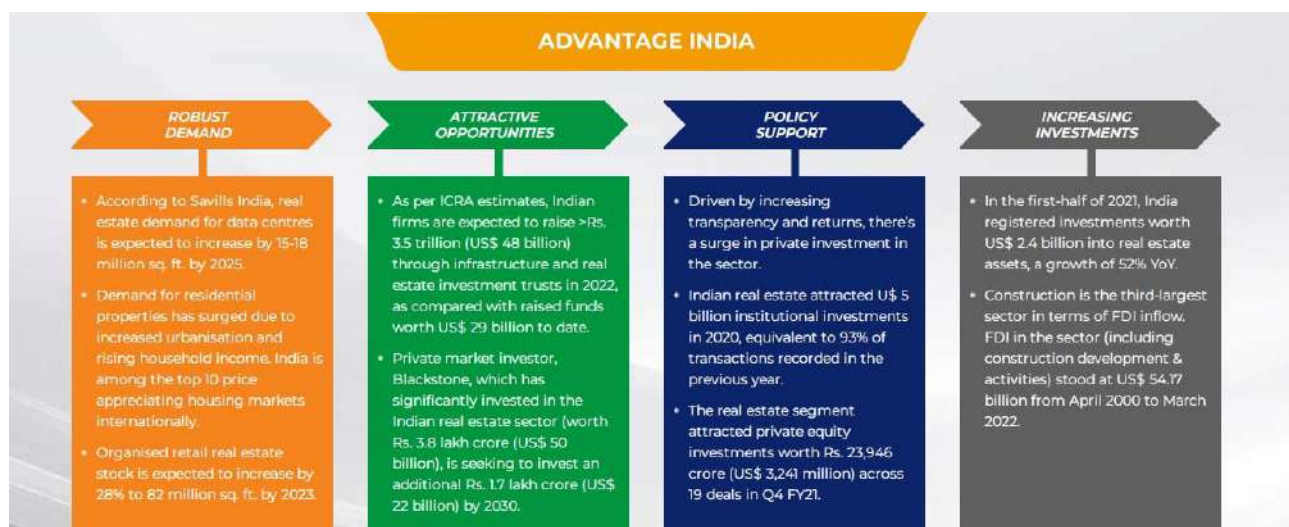 ADVANTAGE INDIA
ROBUST
DEMAND
• According to Savills India, real
estate demand for data centres
is expected to increase by 15-18
million sq. ft. by 2025.
• Demand for residential
properties has surged due to
increased urbanisation and
rising household income. India is
among the top 10 price
appreciating housing markets
internationally.
• Organised retail real estate
stock is expected to increase by
28% to 82 million sq. ft. by 2023.
ATTRACTIVE
OPPORTUNITIES
• As per ICRA estimates, Indian
firms are expected to raise >Rs.
3.5 trillion (US$ 48 billion)
through infrastructure and real
estate investment trusts in 2022,
as compared with raised funds
worth US$ 29 billion to date.
• Private market investor,
Blackstone, which has
significantly invested in the
Indian real estate sector (worth
Rs. 3.8 lakh crore (US$ 50
billion), is seeking to invest an
additional Rs. 1.7 lakh crore (US$
22 billion) by 2030.
POLICY
SUPPORT
• Driven by increasing
transparency and returns, there's
a surge in private investment in
the sector.
• Indian real estate attracted U$ 5
billion institutional investments
in 2020, equivalent to 93% of
transactions recorded in the
previous year.
• The real estate segment
attracted private equity
investments worth Rs. 23,946
crore (US$ 3,241 million) across
19 deals in Q4 FY21.
INCREASING
INVESTMENTS
• In the first-half of 2021, India
registered investments worth
US$ 2.4 billion into real estate
assets, a growth of 52% YoY.
• Construction is the third-largest
sector in terms of FDI inflow.
FDI in the sector (including
construction development &
activities) stood at US$ 54.17
billion from April 2000 to March
2022.